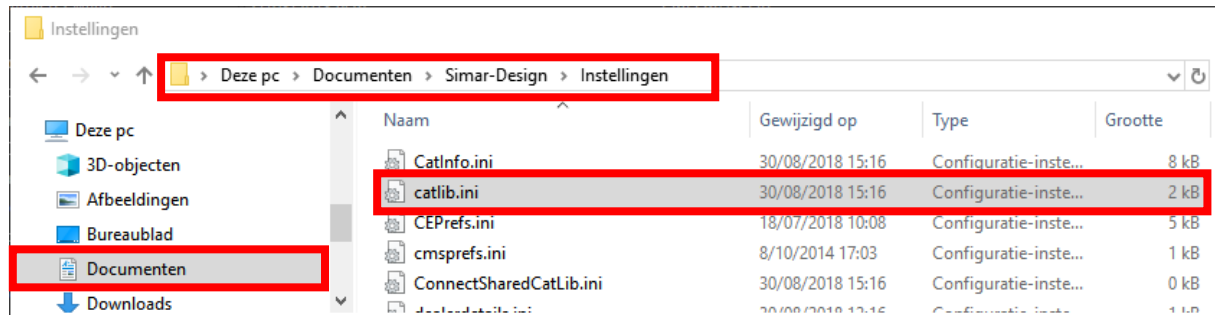 Instellingen
Deze pc > Documenten > Simar-Design > Instellingen
Deze pc
3D-objecten
Afbeeldingen
Bureaublad
Documenten
Downloads
Naam Gewijzigd op Type Grootte
CatInfo.ini 30/08/2018 15:16 Configuratie-inste... 8 kB
catlib.ini 30/08/2018 15:16 Configuratie-inste... 2 kB
CEPrefs.ini 18/07/2018 10:08 Configuratie-inste... 5 kB
cmsprefs.ini 8/10/2014 17:03 Configuratie-inste... 1 kB
ConnectSharedCatLib.ini 30/08/2018 15:16 Configuratie-inste... 0 kB